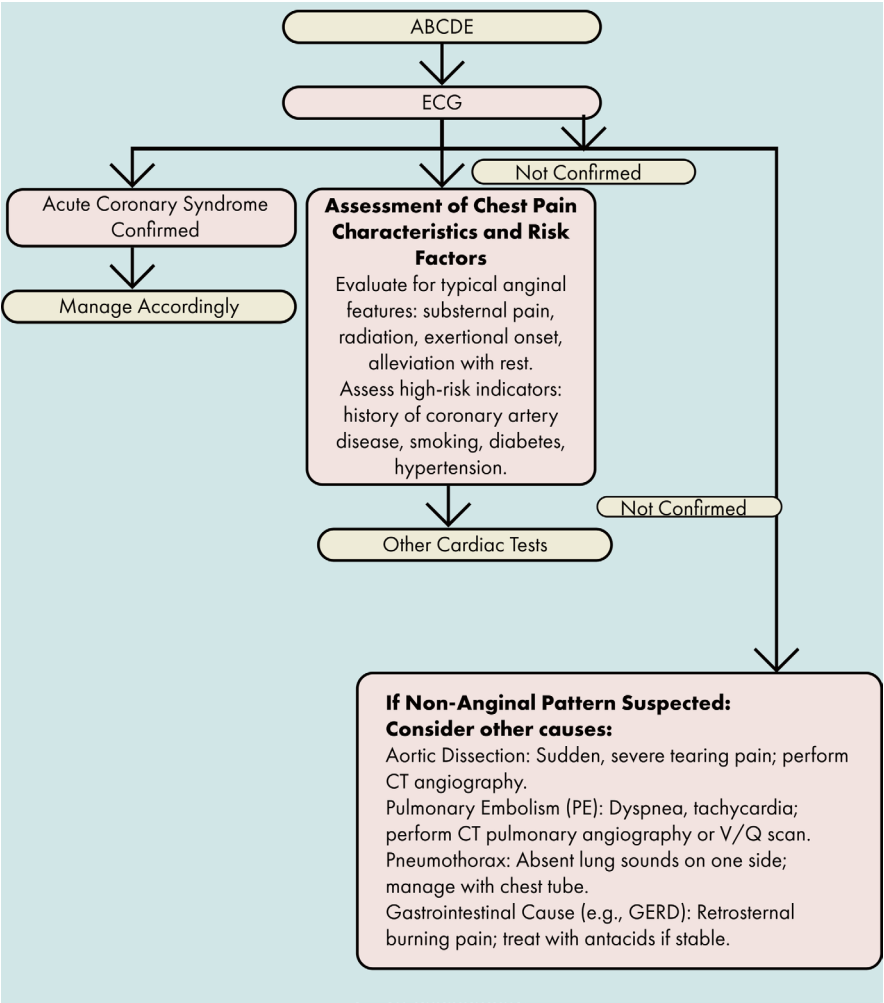 ABCDE
ECG
Not Confirmed
Acute Coronary Syndrome
Confirmed
Manage Accordingly
Assessment of Chest Pain
Characteristics and Risk
Factors
Evaluate for typical anginal
features: substernal pain,
radiation, exertional onset,
alleviation with rest.
Assess high-risk indicators:
history of coronary artery
disease, smoking, diabetes,
hypertension.
Not Confirmed
Other Cardiac Tests
If Non-Anginal Pattern Suspected:
Consider other causes:
Aortic Dissection: Sudden, severe tearing pain; perform
CT angiography.
Pulmonary Embolism (PE): Dyspnea, tachycardia;
perform CT pulmonary angiography or V/Q scan.
Pneumothorax: Absent lung sounds on one side;
manage with chest tube.
Gastrointestinal Cause (e.g., GERD): Retrosternal
burning pain; treat with antacids if stable.